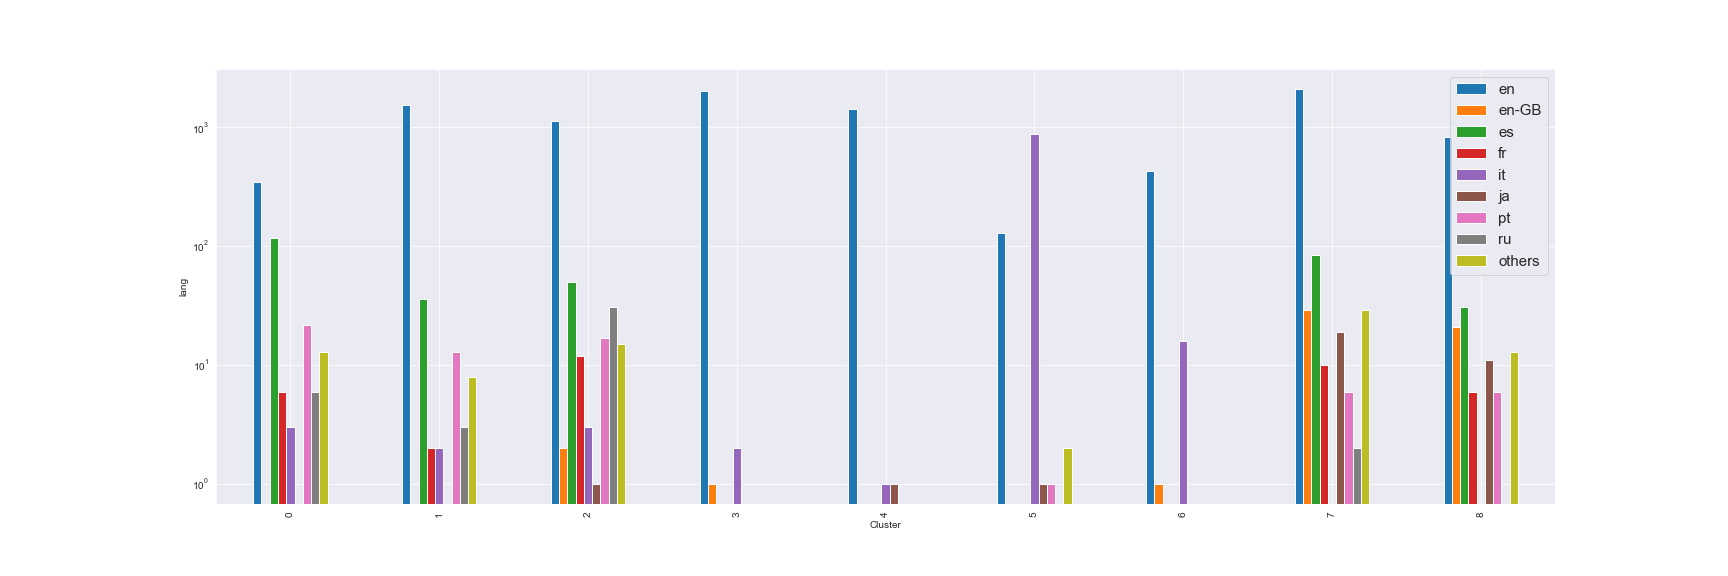 en
en-GB
es
fr
it
ja
pt
ru
others
10³
10²
10¹
10⁰
lang
0 1 2 3 4 5 6 7 8
Cluster